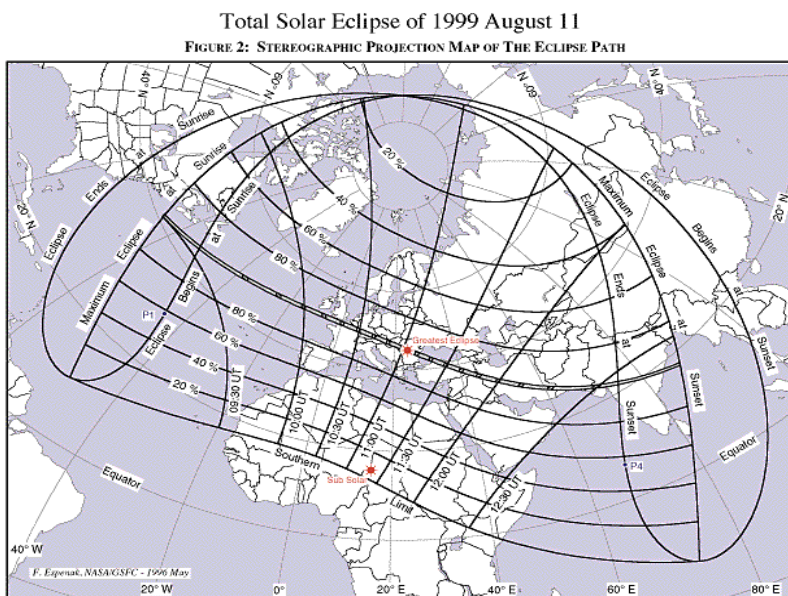 Total Solar Eclipse of 1999 August 11
FIGURE 2: STEREOGRAPHIC PROJECTION MAP OF THE ECLIPSE PATH
40° N
60° N
60° N
40° N
20° N
20° N
Eclipse
Ends
at
Sunrise
Maximum
Eclipse
at
Sunrise
Eclipse
Begins
at
Sunrise
20 %
40 %
60 %
80 %
80 %
60 %
40 %
20 %
Eclipse
Ends
at
Sunset
Maximum
Eclipse
at
Sunset
Eclipse
Begins
at
Sunset
P1
Greatest Eclipse
09:30 UT
10:00 UT
10:30 UT
11:00 UT
11:30 UT
12:00 UT
12:30 UT
Southern
Limit
Sub Solar
P4
Equator
Equator
40° W
F. Espenak, NASA/GSFC - 1996 May
20° W
0°
20° E
40° E
60° E
80° E